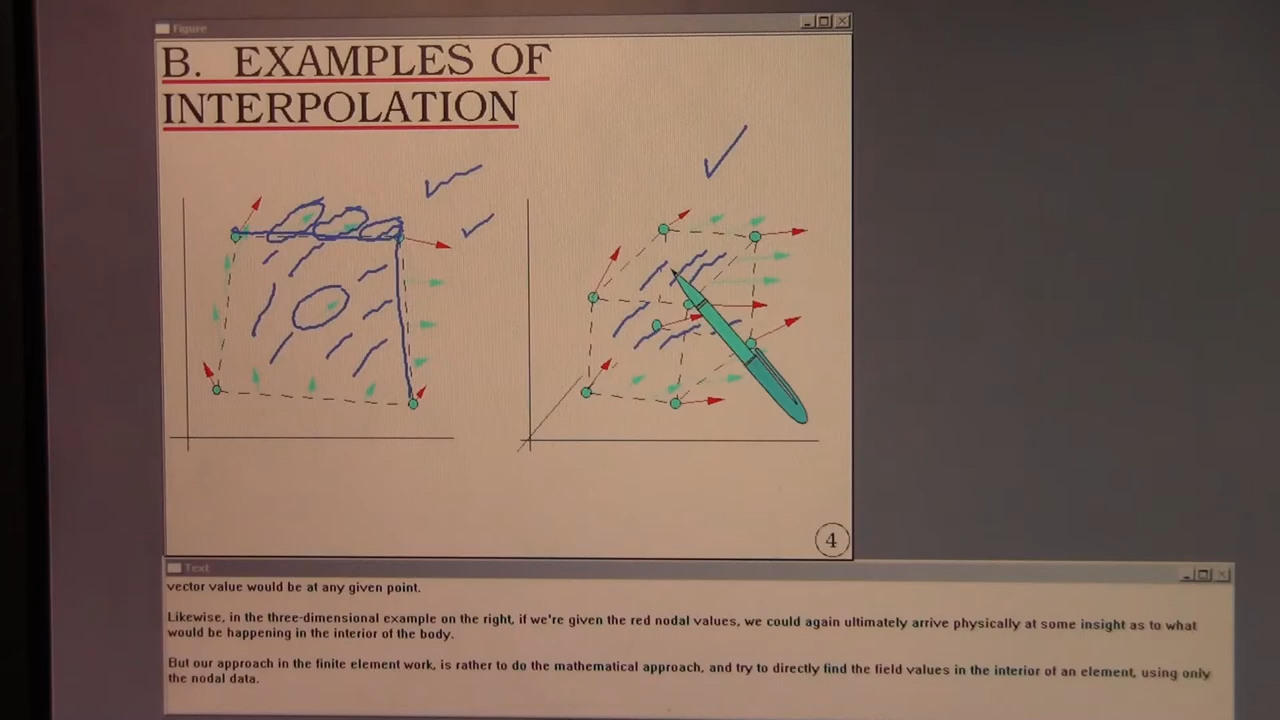 Figure
B. EXAMPLES OF
INTERPOLATION
4
Text
vector value would be at any given point.
Likewise, in the three-dimensional example on the right, if we're given the red nodal values, we could again ultimately arrive physically at some insight as to what
would be happening in the interior of the body.
But our approach in the finite element work, is rather to do the mathematical approach, and try to directly find the field values in the interior of an element, using only
the nodal data.